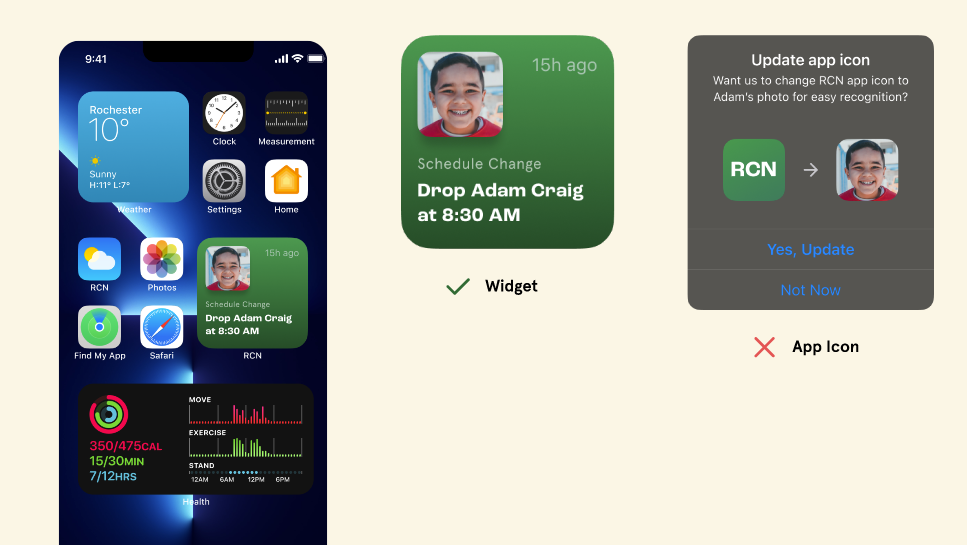 9:41
Rochester
10°
Sunny
H:11° L:7°
Weather
Clock
Measurement
Settings
Home
RCN
Photos
15h ago
Schedule Change
Drop Adam Craig
at 8:30 AM
Find My App
Safari
RCN
350/475CAL
15/30MIN
7/12HRS
MOVE
EXERCISE
STAND
12AM 6AM 12PM 6PM
Health
15h ago
Schedule Change
Drop Adam Craig
at 8:30 AM
Widget
Update app icon
Want us to change RCN app icon to
Adam's photo for easy recognition?
RCN
Yes, Update
Not Now
App Icon